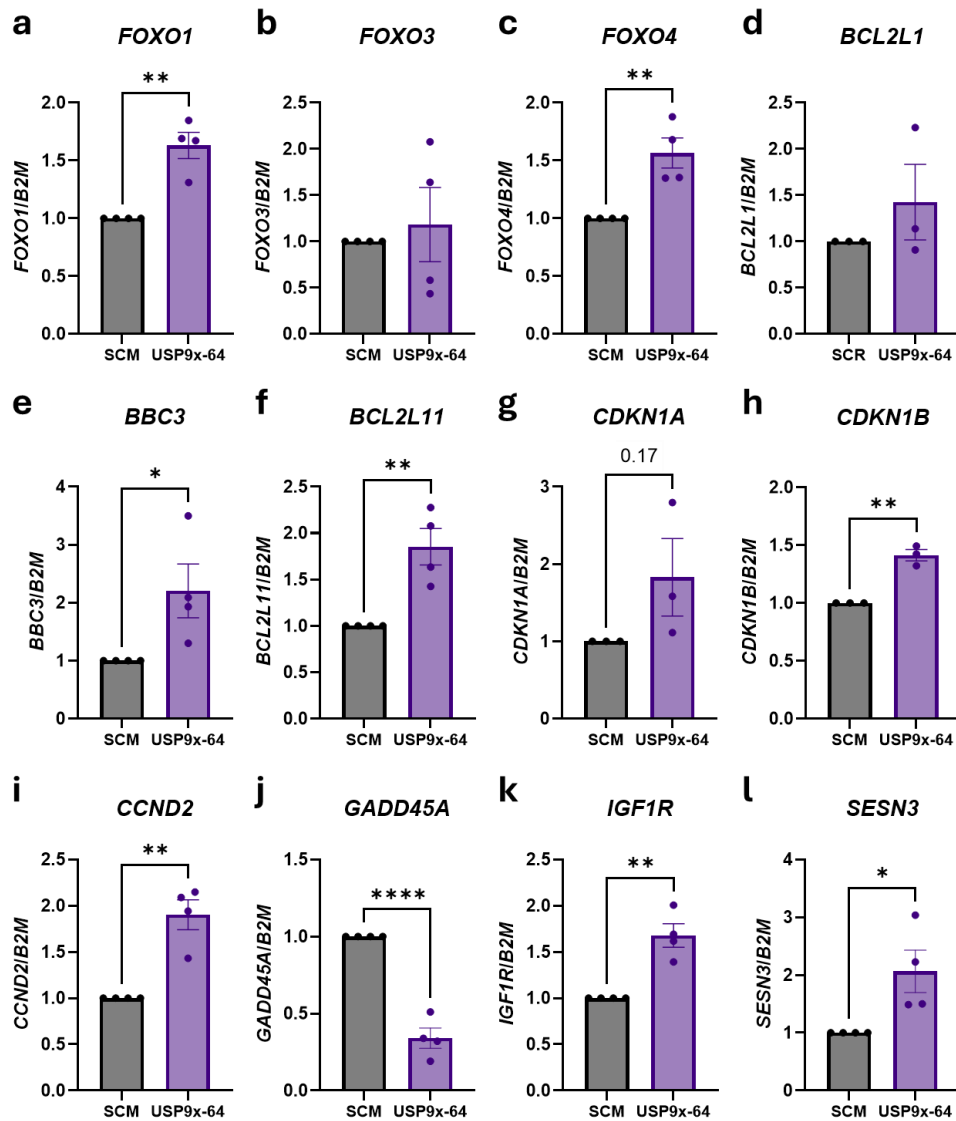 a
FOXO1
**
FOXO1/B2M
2.0
1.5
1.0
0.5
0.0
SCM USP9x-64
b
FOXO3
FOXO3/B2M
2.5
2.0
1.5
1.0
0.5
0.0
SCM USP9x-64
c
FOXO4
**
FOXO4/B2M
2.0
1.5
1.0
0.5
0.0
SCM USP9x-64
d
BCL2L1
BCL2L1/B2M
2.5
2.0
1.5
1.0
0.5
0.0
SCR USP9x-64
e
BBC3
*
BBC3/B2M
4
3
2
1
0
SCM USP9x-64
f
BCL2L11
**
BCL2L11/B2M
2.5
2.0
1.5
1.0
0.5
0.0
SCM USP9x-64
g
CDKN1A
0.17
CDKN1A/B2M
3
2
1
0
SCM USP9x-64
h
CDKN1B
**
CDKN1B/B2M
2.0
1.5
1.0
0.5
0.0
SCM USP9x-64
i
CCND2
**
CCND2/B2M
2.5
2.0
1.5
1.0
0.5
0.0
SCM USP9x-64
j
GADD45A
****
GADD45A/B2M
1.5
1.0
0.5
0.0
SCM USP9x-64
k
IGF1R
**
IGF1R/B2M
2.5
2.0
1.5
1.0
0.5
0.0
SCM USP9x-64
l
SESN3
*
SESN3/B2M
4
3
2
1
0
SCM USP9x-64